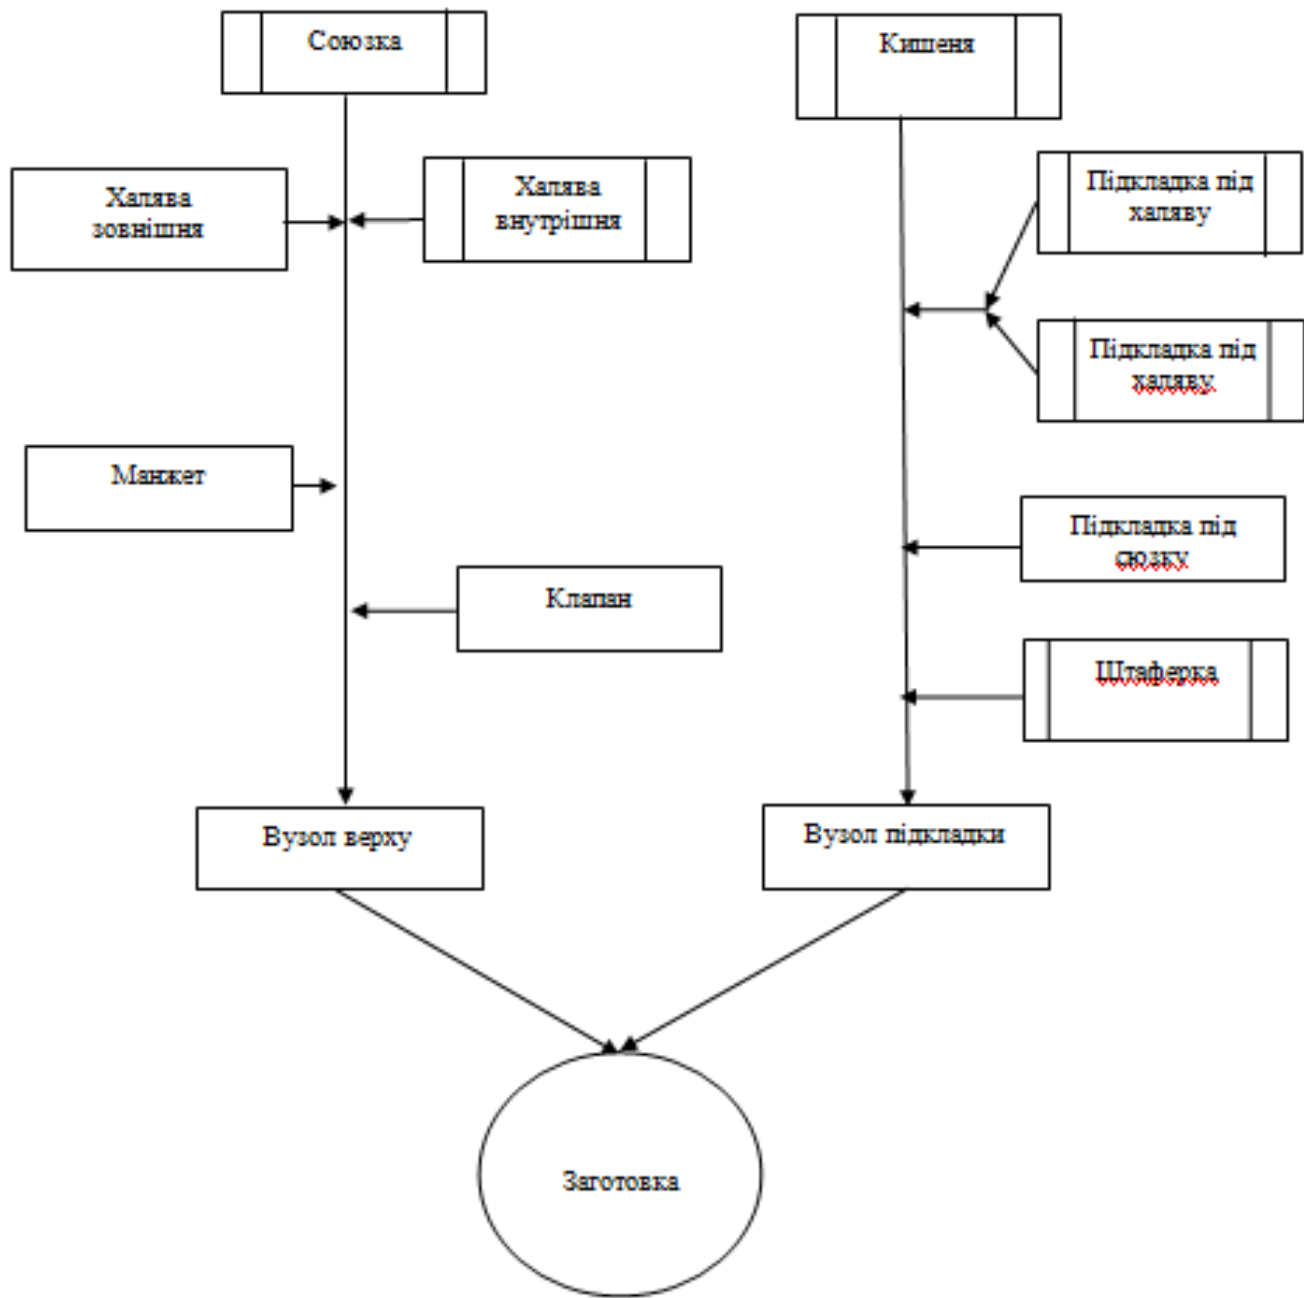 Союзка
Кишеня
Халява
зовнішня
Халява
внутрішня
Підкладка під
халяву
Підкладка під
халяву
Манжет
Підкладка під
сюзку
Клапан
Штаферка
Вузол верху
Вузол підкладки
Заготовка